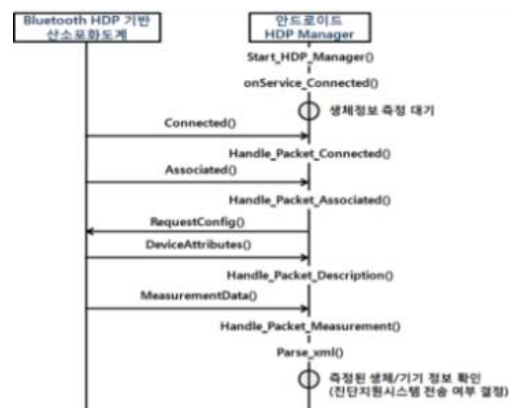 Bluetooth HDP 기반
산소포화도계
안드로이드
HDP Manager
Start_HDP_Manager()
onService_Connected()
생체정보 측정 대기
Connected()
Handle_Packet_Connected()
Associated()
Handle_Packet_Associated()
RequestConfig()
DeviceAttributes()
Handle_Packet_Description()
MeasurementData()
Handle_Packet_Measurement()
Parse_xml()
측정된 생체/기기 정보 확인
(진단지원시스템 전송 여부 결정)